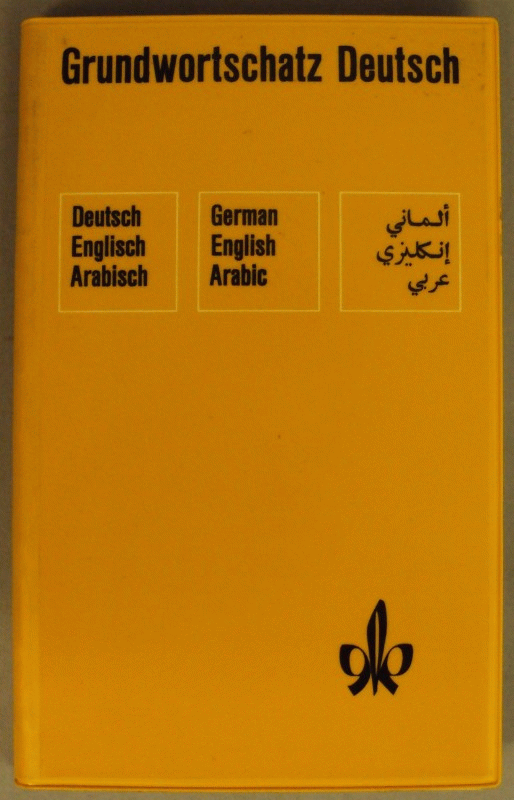 Grundwortschatz Deutsch
Deutsch
Englisch
Arabisch
German
English
Arabic
ألماني
إنكليزي
عربي